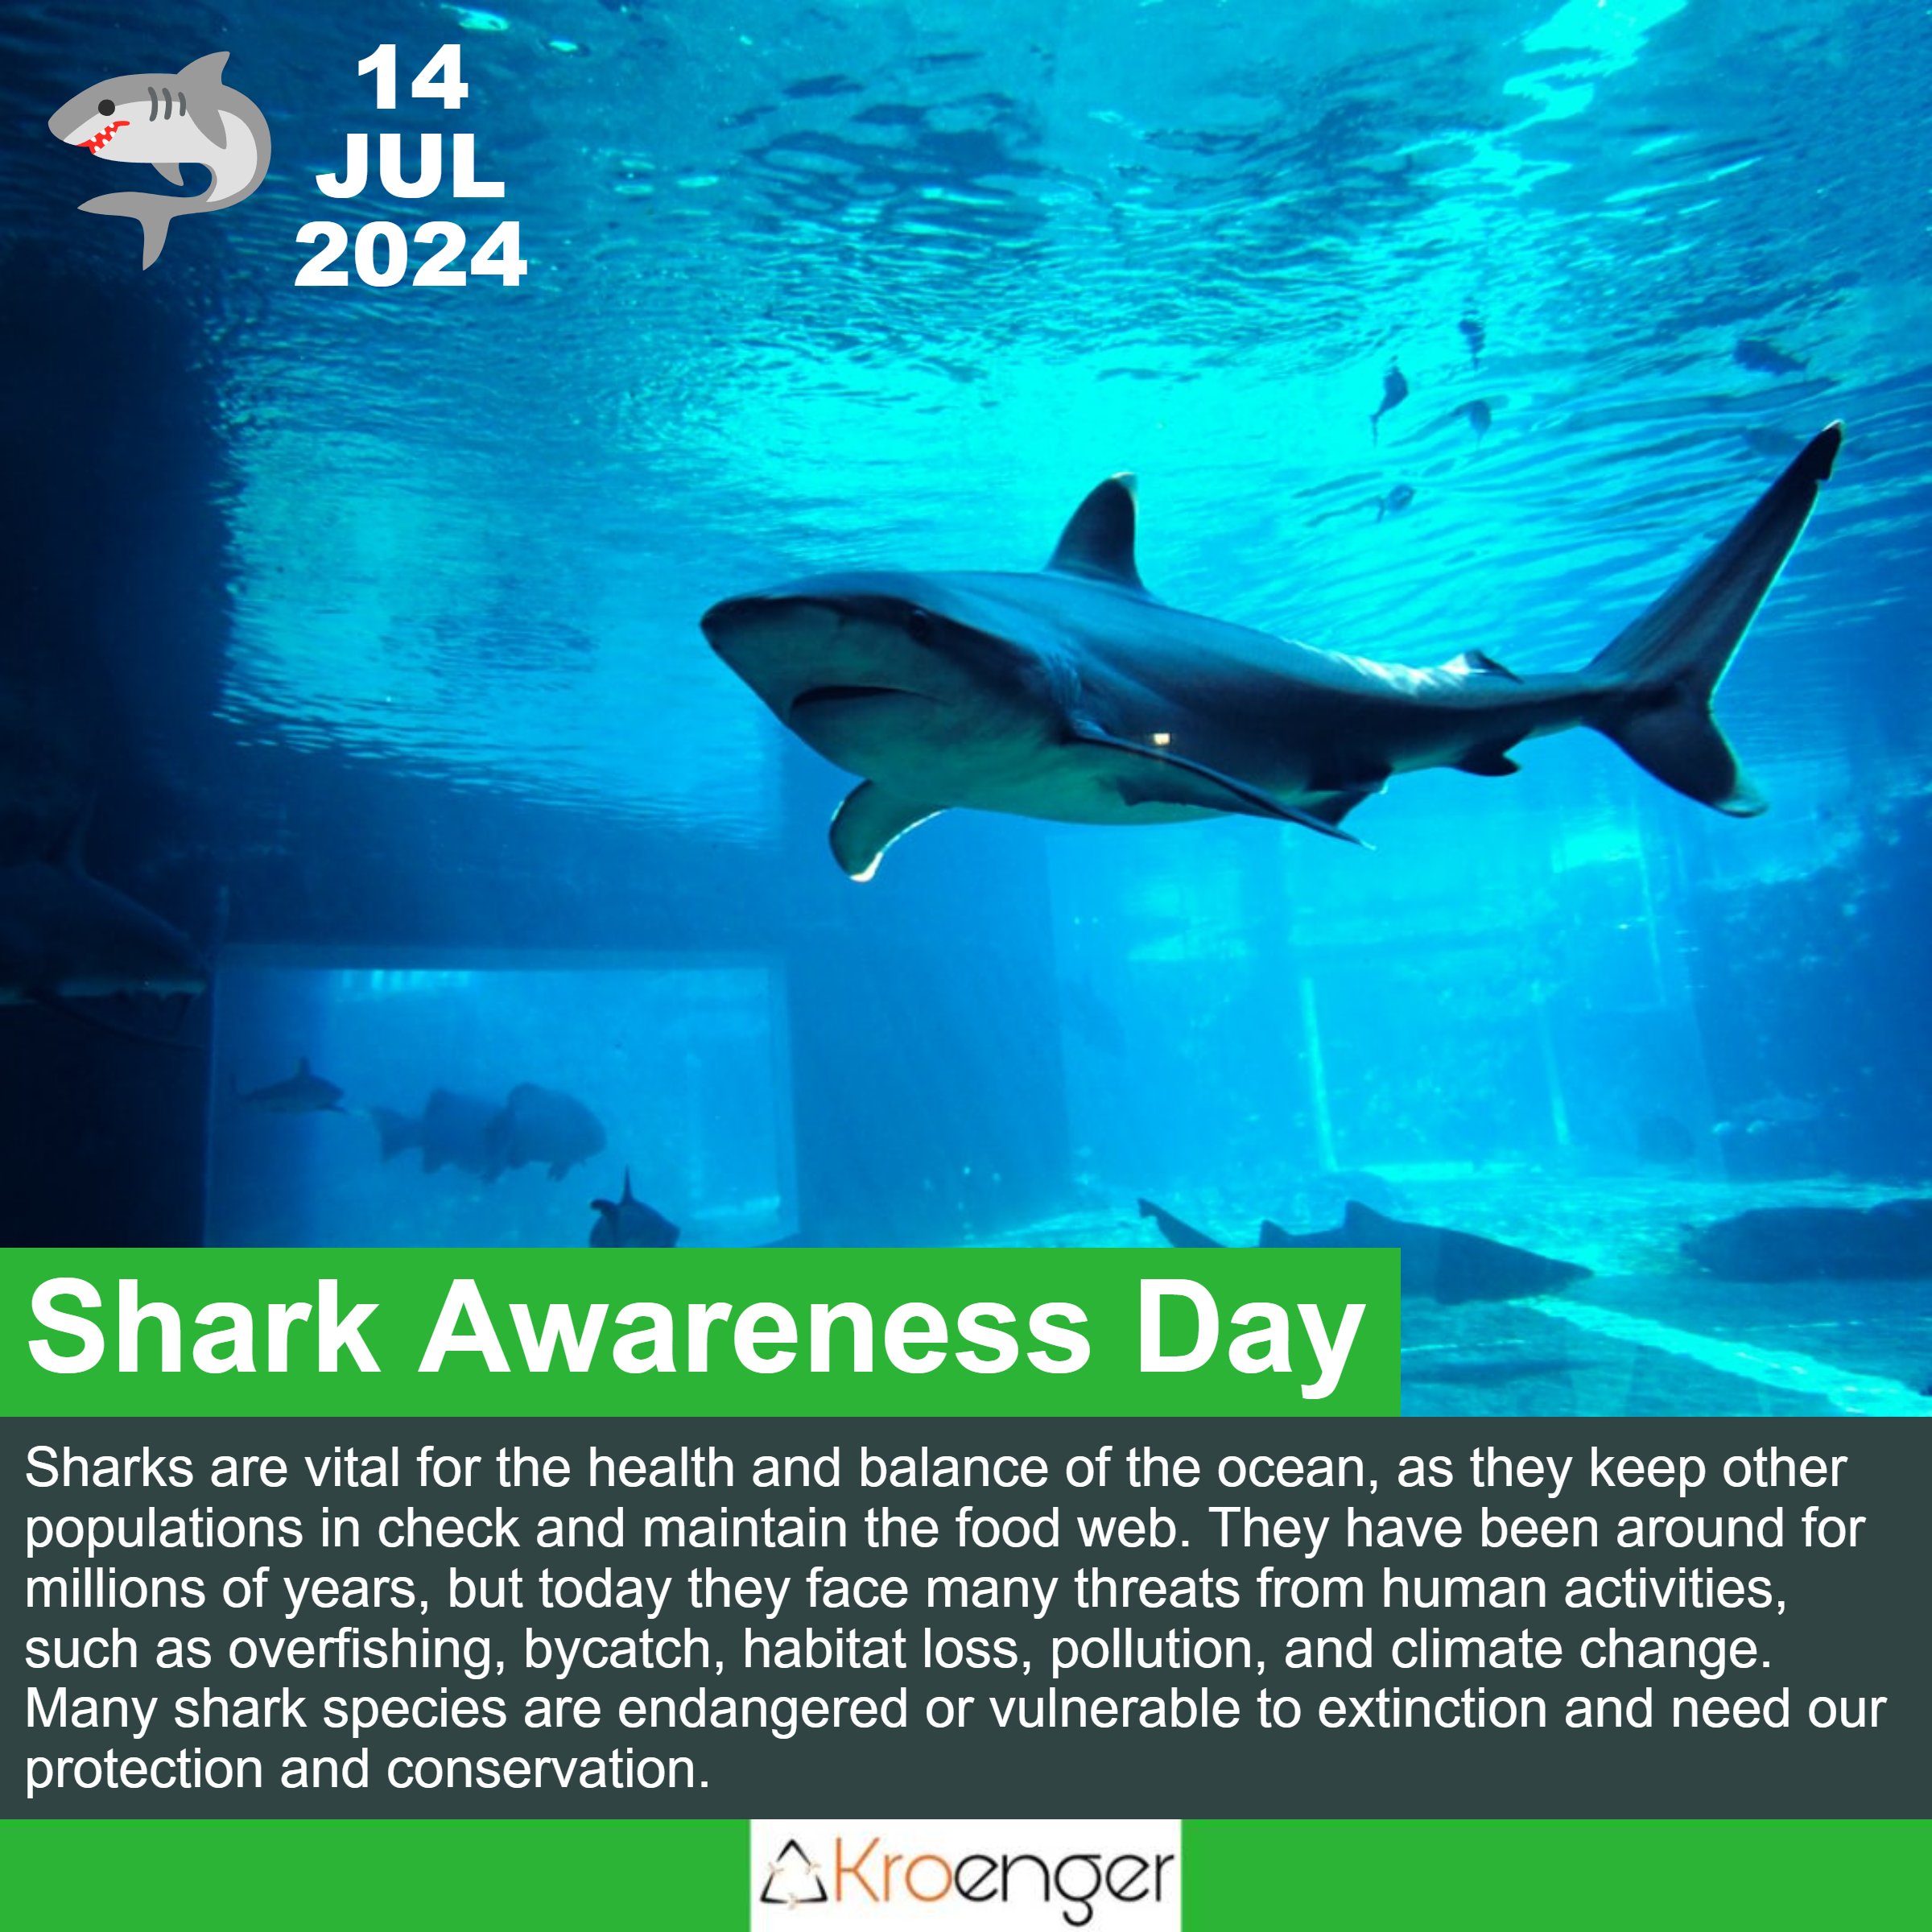 14
JUL
2024
Shark Awareness Day
Sharks are vital for the health and balance of the ocean, as they keep other
populations in check and maintain the food web. They have been around for
millions of years, but today they face many threats from human activities,
such as overfishing, bycatch, habitat loss, pollution, and climate change.
Many shark species are endangered or vulnerable to extinction and need our
protection and conservation.
Kroenger